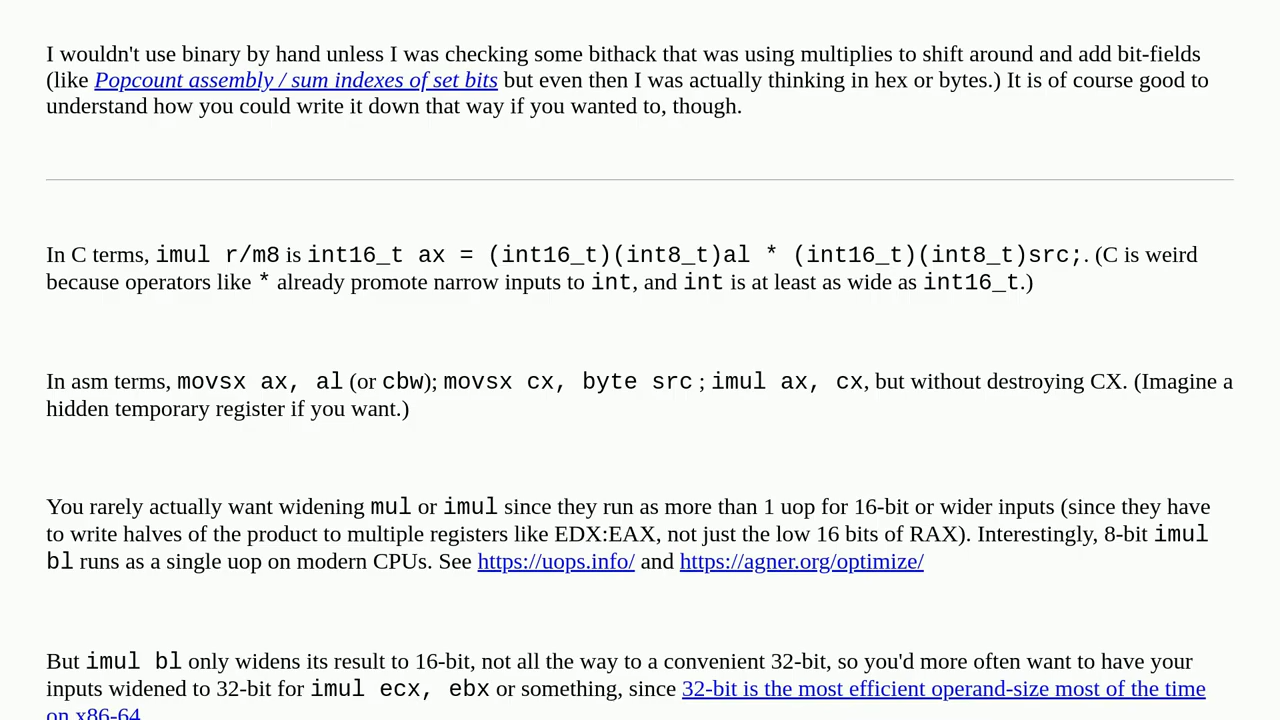 I wouldn't use binary by hand unless I was checking some bithack that was using multiplies to shift around and add bit-fields
(like Popcount assembly / sum indexes of set bits but even then I was actually thinking in hex or bytes.) It is of course good to
understand how you could write it down that way if you wanted to, though.
In C terms, imul r/m8 is int16_t ax = (int16_t)(int8_t)al * (int16_t)(int8_t)src;. (C is weird
because operators like * already promote narrow inputs to int, and int is at least as wide as int16_t.)
In asm terms, movsx ax, al (or cbw); movsx cx, byte src ; imul ax, cx, but without destroying CX. (Imagine a
hidden temporary register if you want.)
You rarely actually want widening mul or imul since they run as more than 1 uop for 16-bit or wider inputs (since they have
to write halves of the product to multiple registers like EDX:EAX, not just the low 16 bits of RAX). Interestingly, 8-bit imul
bl runs as a single uop on modern CPUs. See https://uops.info/ and https://agner.org/optimize/
But imul bl only widens its result to 16-bit, not all the way to a convenient 32-bit, so you'd more often want to have your
inputs widened to 32-bit for imul ecx, ebx or something, since 32-bit is the most efficient operand-size most of the time
on x86-64